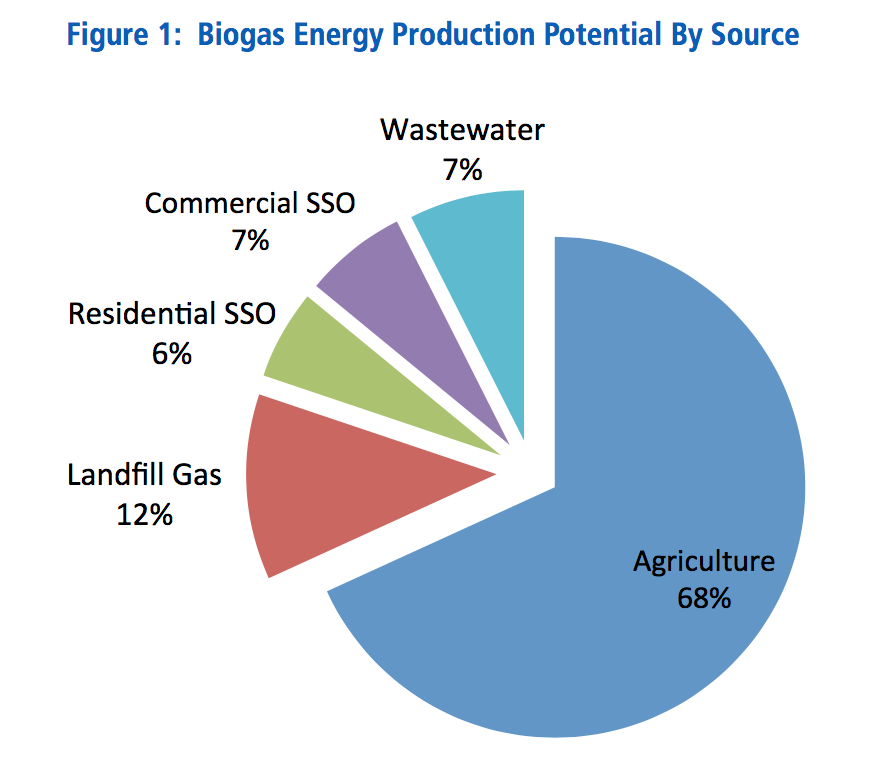 Figure 1:  Biogas Energy Production Potential By Source
Wastewater
7%
Commercial SSO
7%
Residential SSO
6%
Landfill Gas
12%
Agriculture
68%